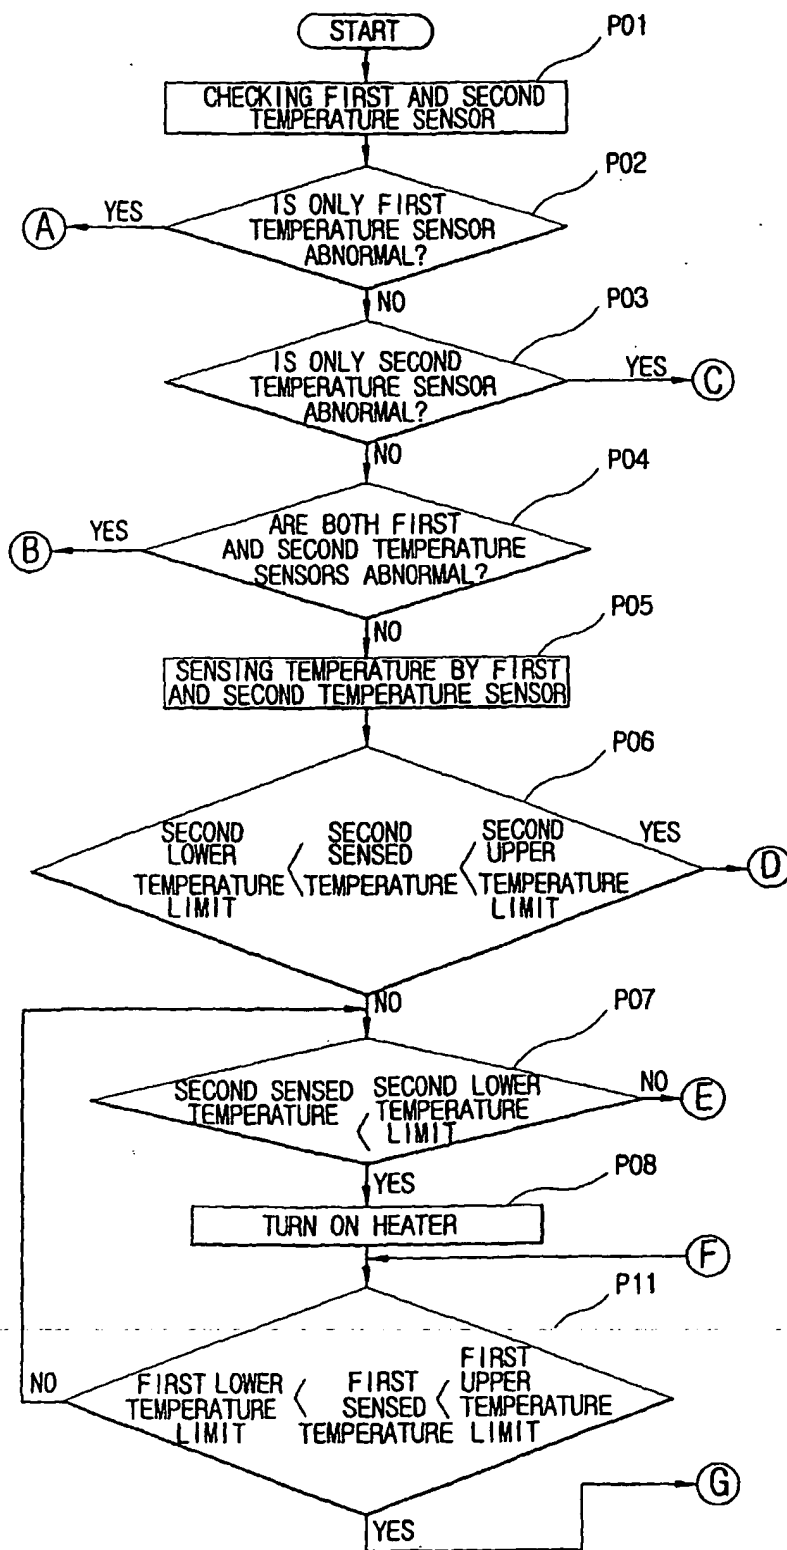 START
P01
CHECKING FIRST AND SECOND
TEMPERATURE SENSOR
P02
IS ONLY FIRST
TEMPERATURE SENSOR
ABNORMAL?
YES
A
NO
P03
IS ONLY SECOND
TEMPERATURE SENSOR
ABNORMAL?
YES
C
NO
P04
ARE BOTH FIRST
AND SECOND TEMPERATURE
SENSORS ABNORMAL?
YES
B
NO
P05
SENSING TEMPERATURE BY FIRST
AND SECOND TEMPERATURE SENSOR
P06
SECOND
LOWER
TEMPERATURE
LIMIT
<
SECOND
SENSED
TEMPERATURE
<
SECOND
UPPER
TEMPERATURE
LIMIT
YES
D
NO
P07
SECOND SENSED
TEMPERATURE
<
SECOND LOWER
TEMPERATURE
LIMIT
NO
E
YES
P08
TURN ON HEATER
F
P11
FIRST LOWER
TEMPERATURE
LIMIT
<
FIRST
SENSED
TEMPERATURE
<
FIRST
UPPER
TEMPERATURE
LIMIT
NO
G
YES